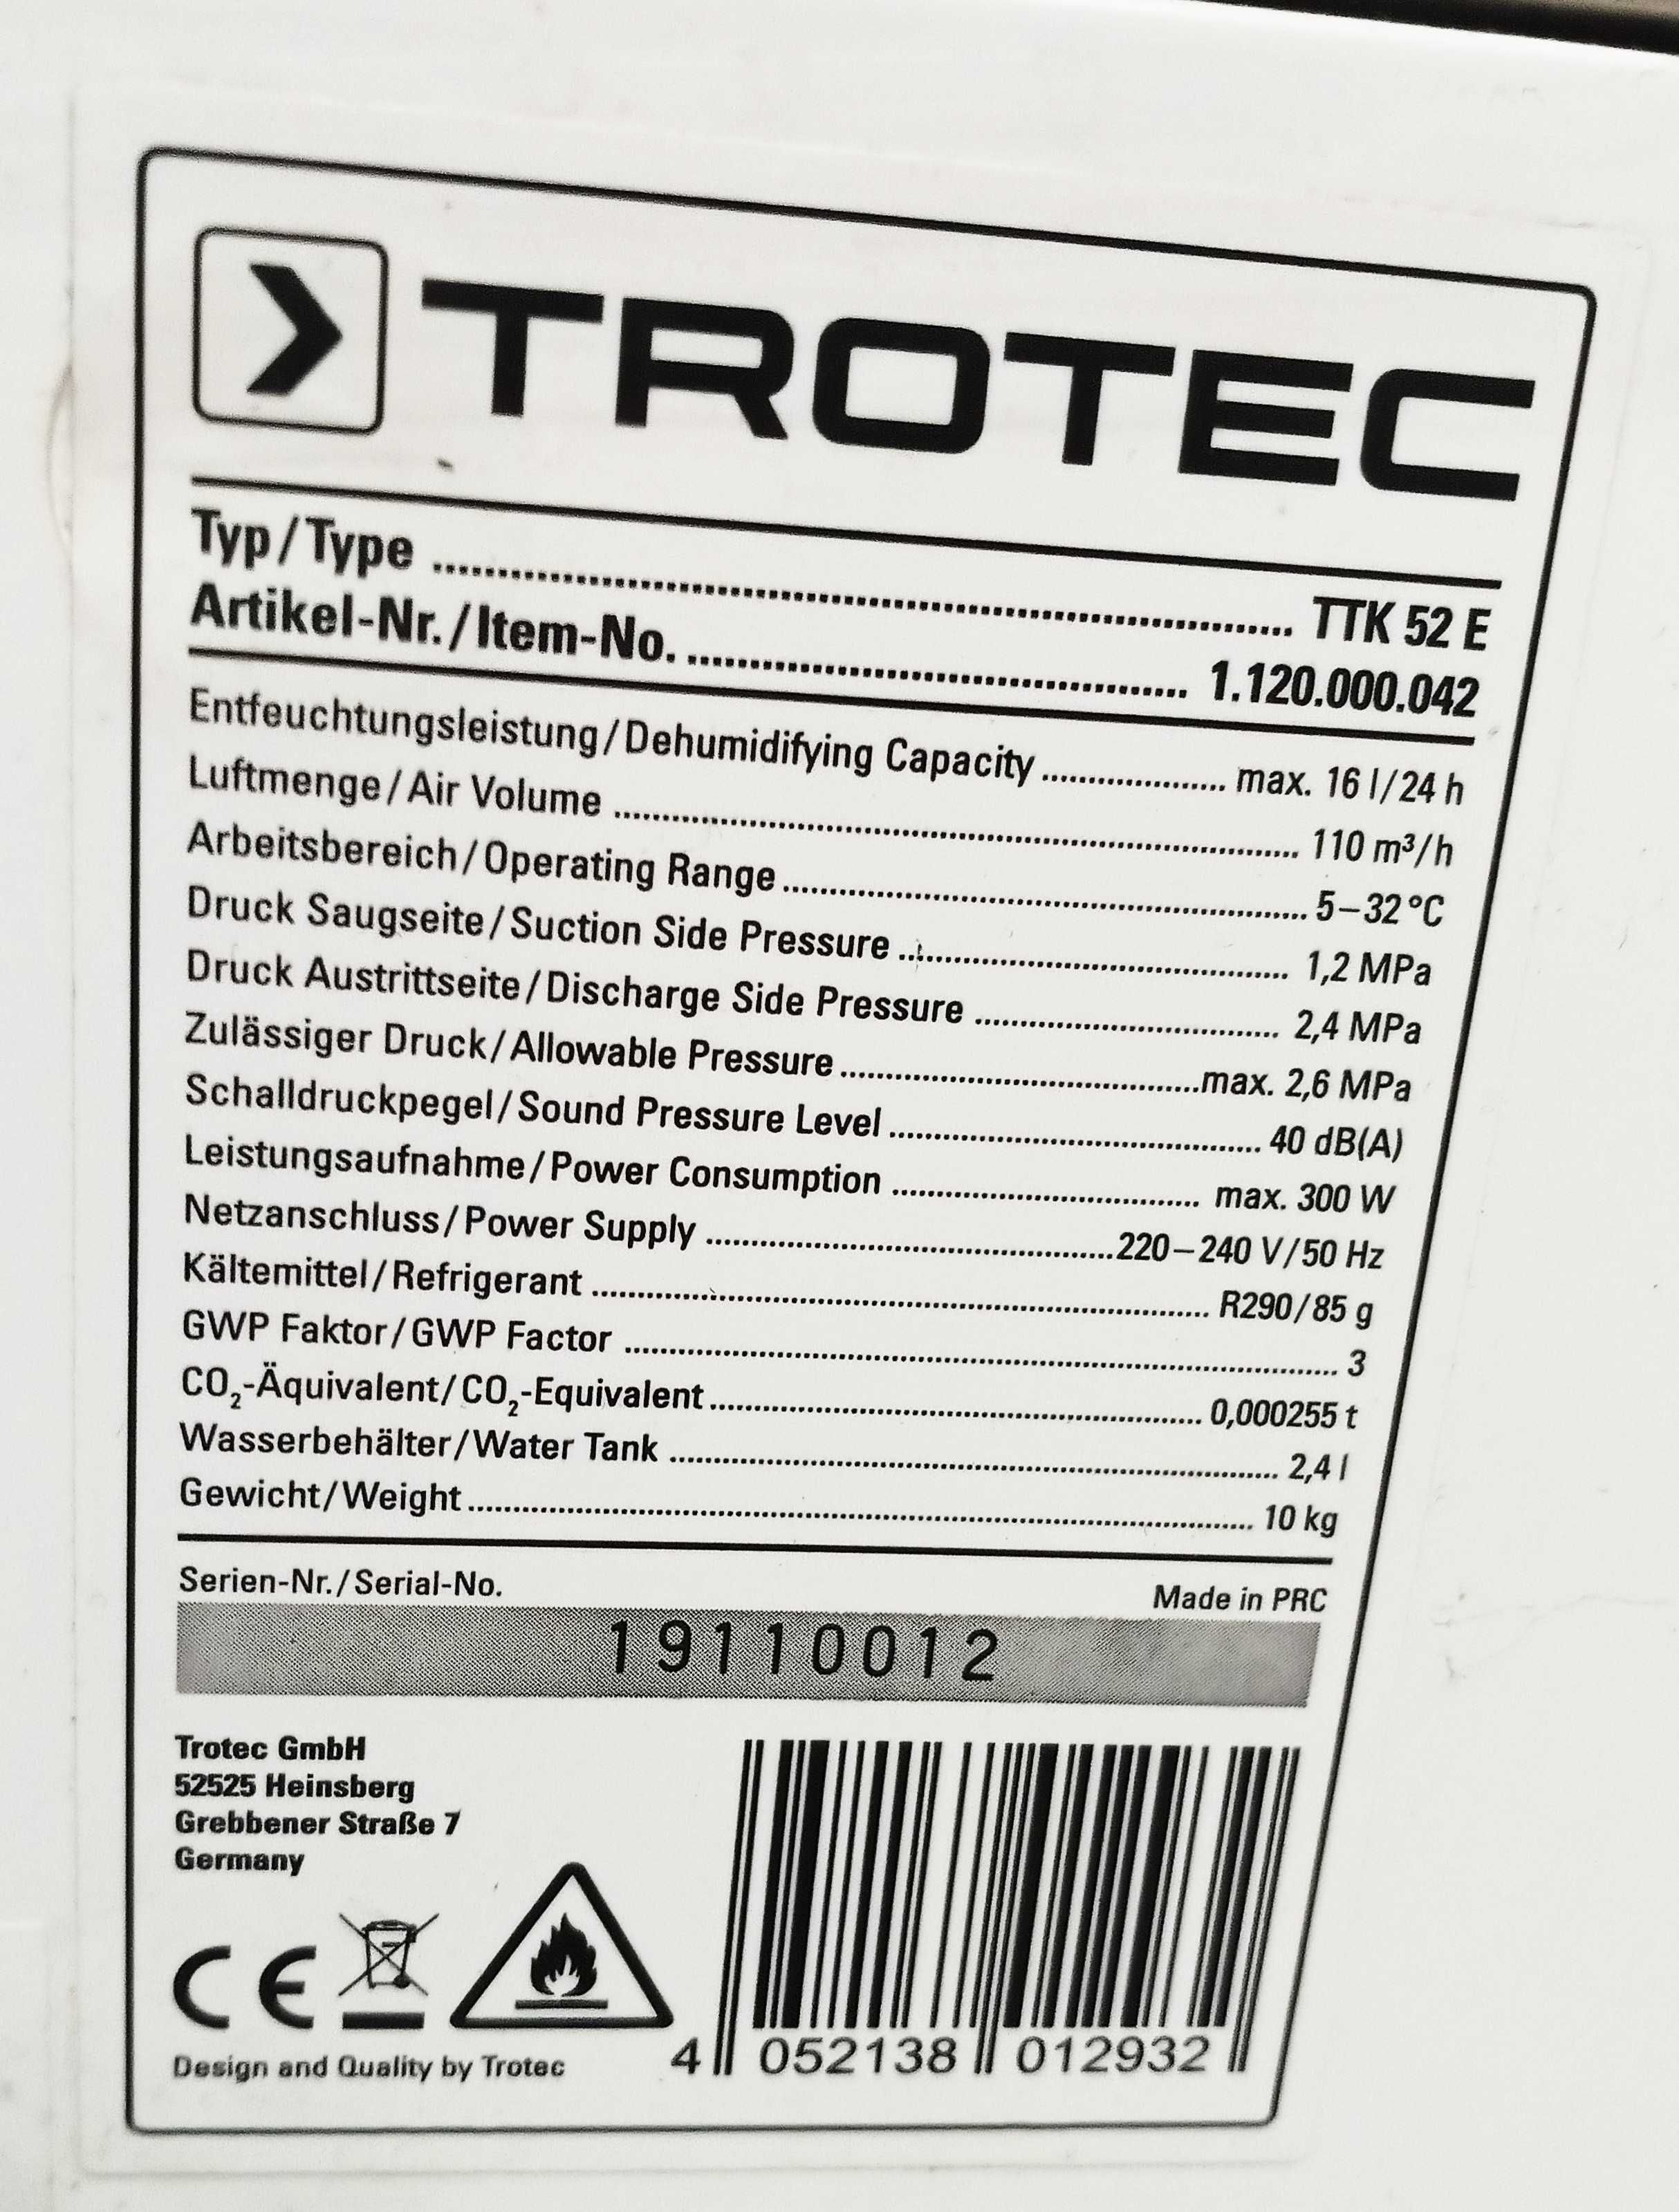 TROTEC
Typ/Type ........ TTK 52 E
Artikel-Nr./Item-No. ........ 1.120.000.042
Entfeuchtungsleistung/Dehumidifying Capacity ........ max. 16 l/24 h
Luftmenge/Air Volume ........ 110 m³/h
Arbeitsbereich/Operating Range ........ 5–32°C
Druck Saugseite/Suction Side Pressure ........ 1,2 MPa
Druck Austrittseite/Discharge Side Pressure ........ 2,4 MPa
Zulässiger Druck/Allowable Pressure ........ max. 2,6 MPa
Schalldruckpegel/Sound Pressure Level ........ 40 dB(A)
Leistungsaufnahme/Power Consumption ........ max. 300 W
Netzanschluss/Power Supply ........ 220–240 V/50 Hz
Kältemittel/Refrigerant ........ R290/85 g
GWP Faktor/GWP Factor ........ 3
CO₂-Äquivalent/CO₂-Equivalent ........ 0,000255 t
Wasserbehälter/Water Tank ........ 2,4 l
Gewicht/Weight ........ 10 kg
Serien-Nr./Serial-No. Made in PRC
19110012
Trotec GmbH
52525 Heinsberg
Grebbener Straße 7
Germany
CE
Design and Quality by Trotec
4 052138 012932